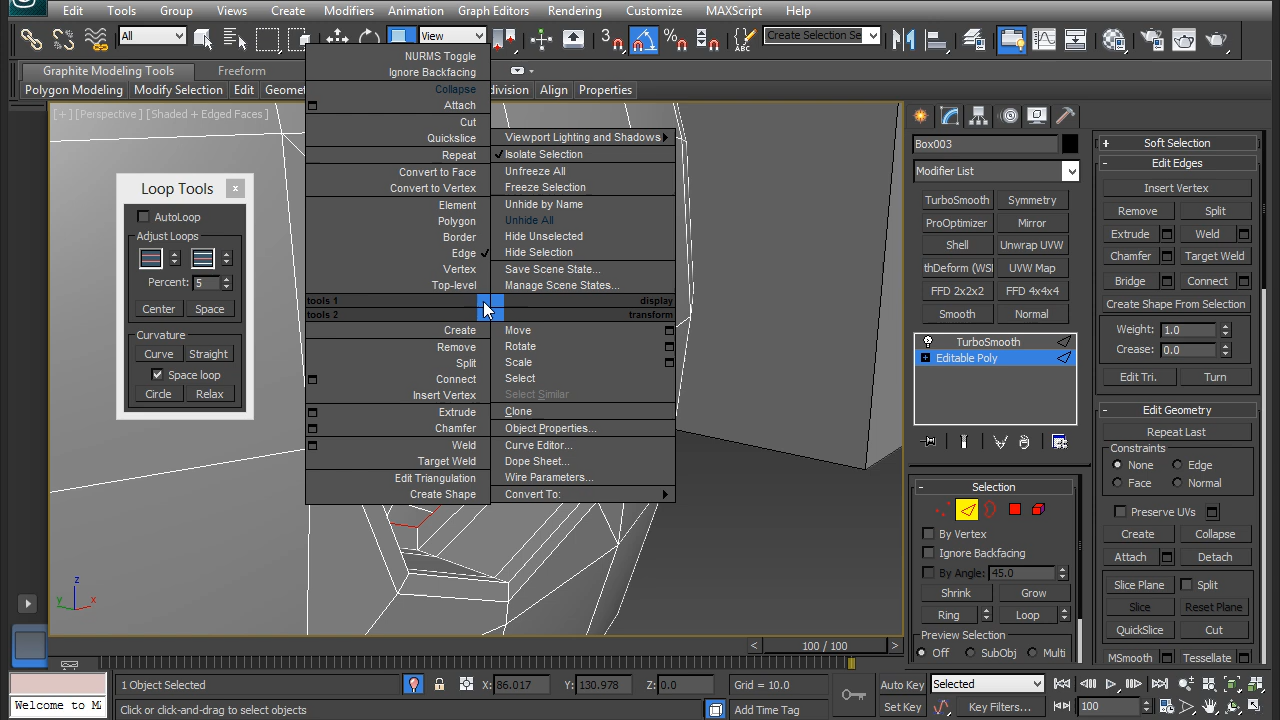 Edit Tools Group Views Create Modifiers Animation Graph Editors Rendering Customize MAXScript Help
All View 3 Create Selection Se
Graphite Modeling Tools Freeform
Polygon Modeling Modify Selection Edit Geomet division Align Properties
[ + ] [Perspective ] [Shaded + Edged Faces ]
NURMS Toggle
Ignore Backfacing
Collapse
Attach
Cut
Quickslice
Repeat
Convert to Face
Convert to Vertex
Element
Polygon
Border
Edge
Vertex
Top-level
tools 1
tools 2
Create
Remove
Split
Connect
Insert Vertex
Extrude
Chamfer
Weld
Target Weld
Edit Triangulation
Create Shape
Viewport Lighting and Shadows
Isolate Selection
Unfreeze All
Freeze Selection
Unhide by Name
Unhide All
Hide Unselected
Hide Selection
Save Scene State...
Manage Scene States...
display
transform
Move
Rotate
Scale
Select
Select Similar
Clone
Object Properties...
Curve Editor...
Dope Sheet...
Wire Parameters...
Convert To:
Loop Tools x
AutoLoop
Adjust Loops
Percent: 5
Center Space
Curvature
Curve Straight
Space loop
Circle Relax
z
y x
Box003
Modifier List
TurboSmooth Symmetry
ProOptimizer Mirror
Shell Unwrap UVW
thDeform (WS UVW Map
FFD 2x2x2 FFD 4x4x4
Smooth Normal
TurboSmooth
Editable Poly
- Selection
By Vertex
Ignore Backfacing
By Angle: 45.0
Shrink Grow
Ring Loop
Preview Selection
Off SubObj Multi
+ Soft Selection
- Edit Edges
Insert Vertex
Remove Split
Extrude Weld
Chamfer Target Weld
Bridge Connect
Create Shape From Selection
Weight: 1.0
Crease: 0.0
Edit Tri. Turn
- Edit Geometry
Repeat Last
Constraints
None Edge
Face Normal
Preserve UVs
Create Collapse
Attach Detach
Slice Plane Split
Slice Reset Plane
QuickSlice Cut
MSmooth Tessellate
< 100 / 100 >
1 Object Selected X: 86.017 Y: 130.978 Z: 0.0 Grid = 10.0 Auto Key Selected
Welcome to M Click or click-and-drag to select objects Add Time Tag Set Key Key Filters... 100